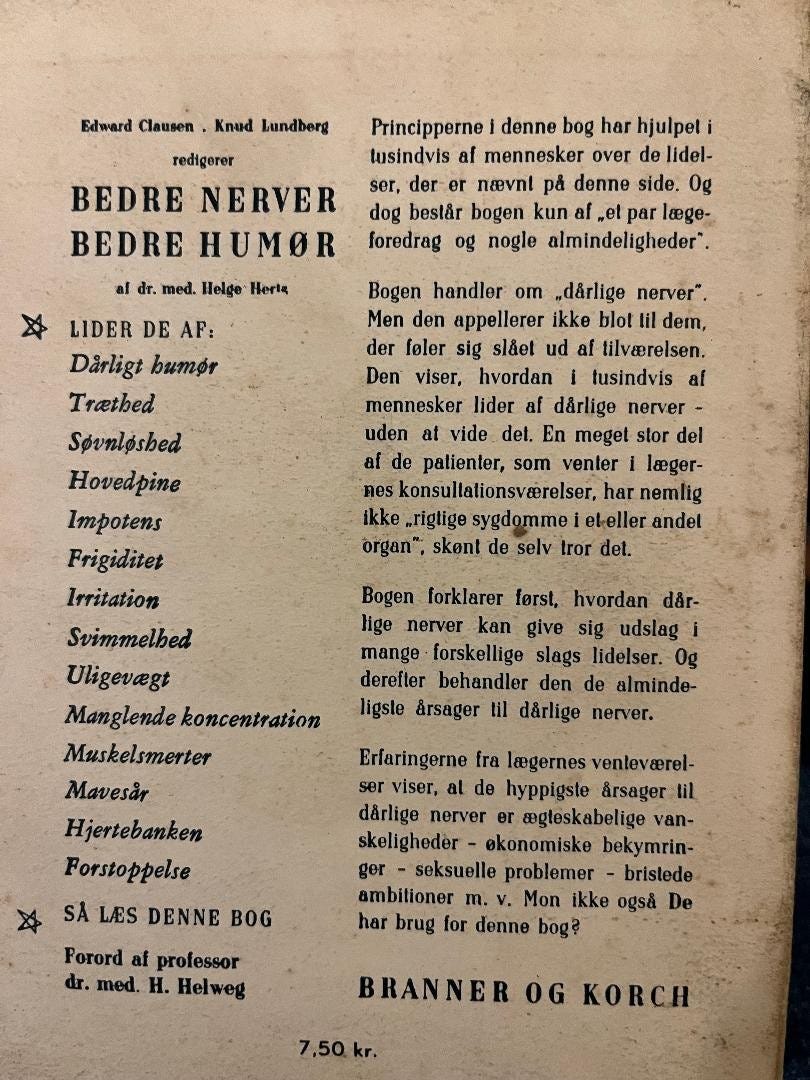 Edward Clausen . Knud Lundberg
redigerer
BEDRE NERVER
BEDRE HUMØR
af dr. med. Helge Hertz
LIDER DE AF:
Dårligt humør
Træthed
Søvnløshed
Hovedpine
Impotens
Frigiditet
Irritation
Svimmelhed
Uligevægt
Manglende koncentration
Muskelsmerter
Mavesår
Hjertebanken
Forstoppelse
SÅ LÆS DENNE BOG
Forord af professor
dr. med. H. Helweg
Principperne i denne bog har hjulpet i
tusindvis af mennesker over de lidel-
ser, der er nævnt på denne side. Og
dog består bogen kun af „et par læge-
foredrag og nogle almindeligheder".
Bogen handler om „dårlige nerver".
Men den appellerer ikke blot til dem,
der føler sig slået ud af tilværelsen.
Den viser, hvordan i tusindvis af
mennesker lider af dårlige nerver -
uden at vide det. En meget stor del
af de patienter, som venter i læger-
nes konsultationsværelser, har nemlig
ikke „rigtige sygdomme i et eller andet
organ", skønt de selv tror det.
Bogen forklarer først, hvordan dår-
lige nerver kan give sig udslag i
mange forskellige slags lidelser. Og
derefter behandler den de alminde-
ligste årsager til dårlige nerver.
Erfaringerne fra lægernes venteværel-
ser viser, at de hyppigste årsager til
dårlige nerver er ægteskabelige van-
skeligheder - økonomiske bekymrin-
ger - seksuelle problemer - bristede
ambitioner m. v. Mon ikke også De
har brug for denne bog?
BRANNER OG KORCH
7,50 kr.